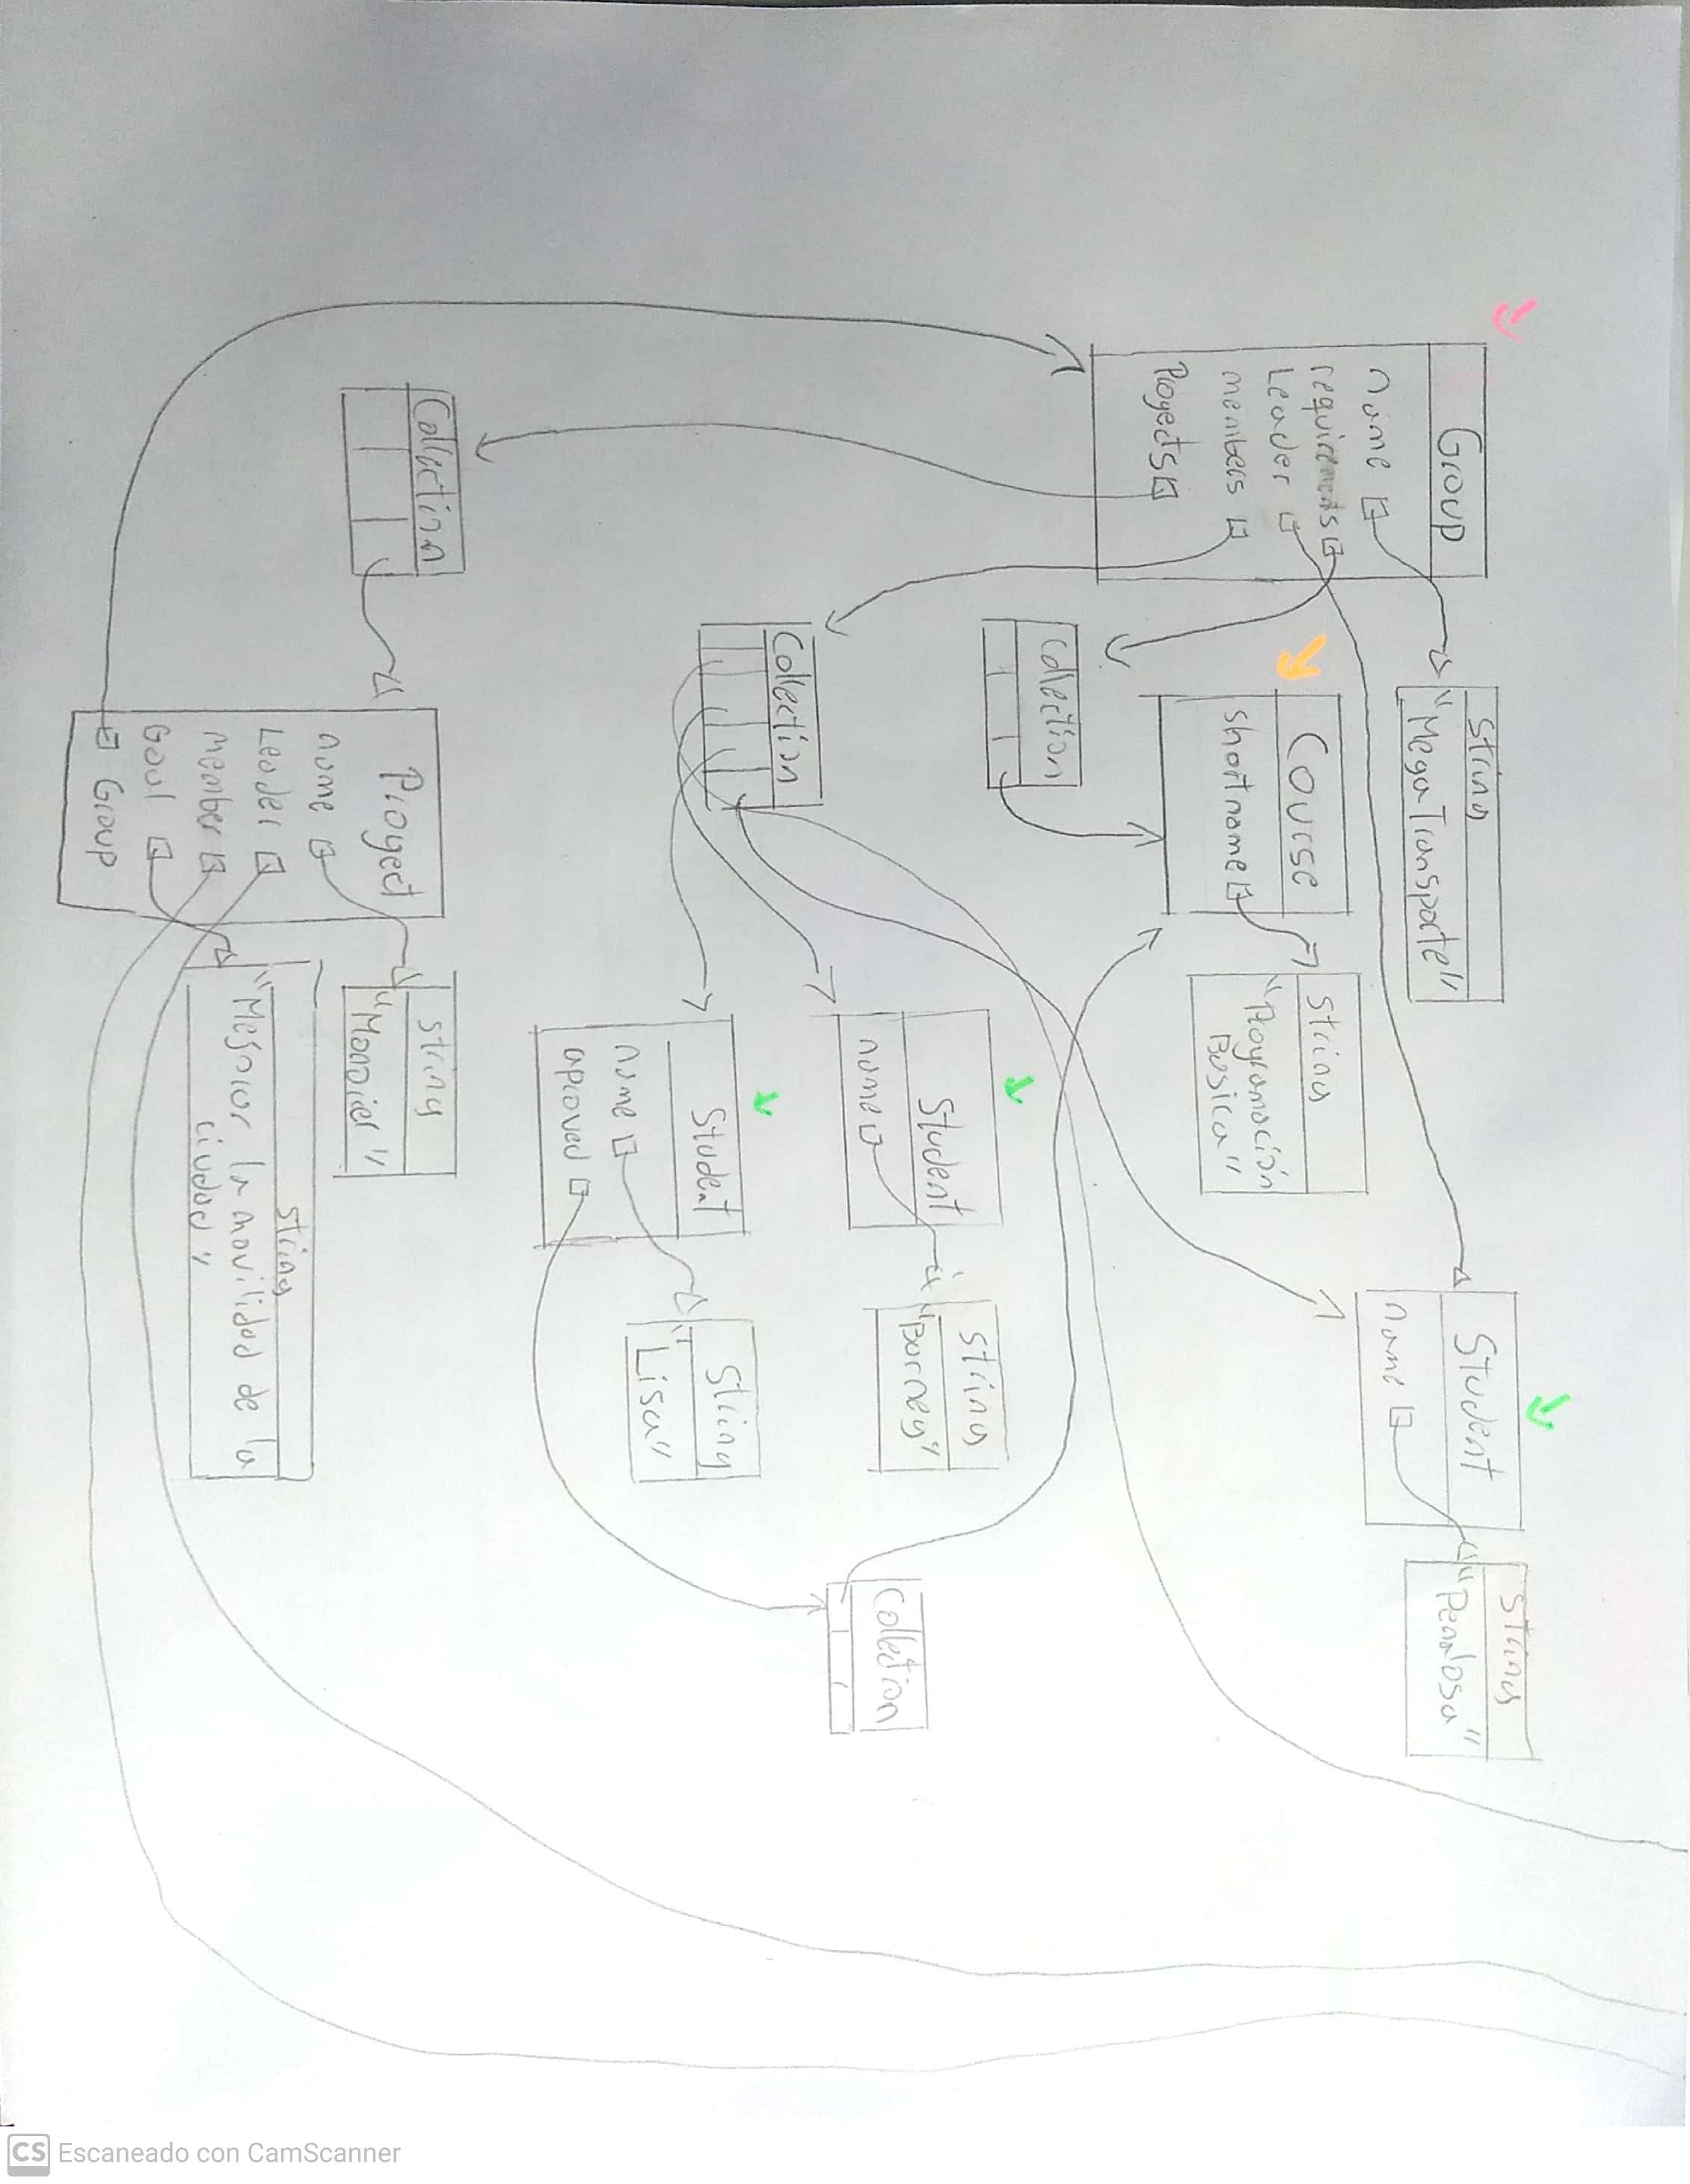 Group
name
requirements
Leader
members
Proyects
String
"MegaTransporte"
Student
name
String
"Penalosa"
Course
shortname
String
"Programación
Basica"
Collection
Student
name
String
"Barney"
Collection
Collection
Student
name
aproved
String
"Lisa"
Collection
Proyect
name
Leader
member
Goal
Group
String
"Monoriel"
String
"Mejorar la movilidad de la
ciudad"
CS Escaneado con CamScanner